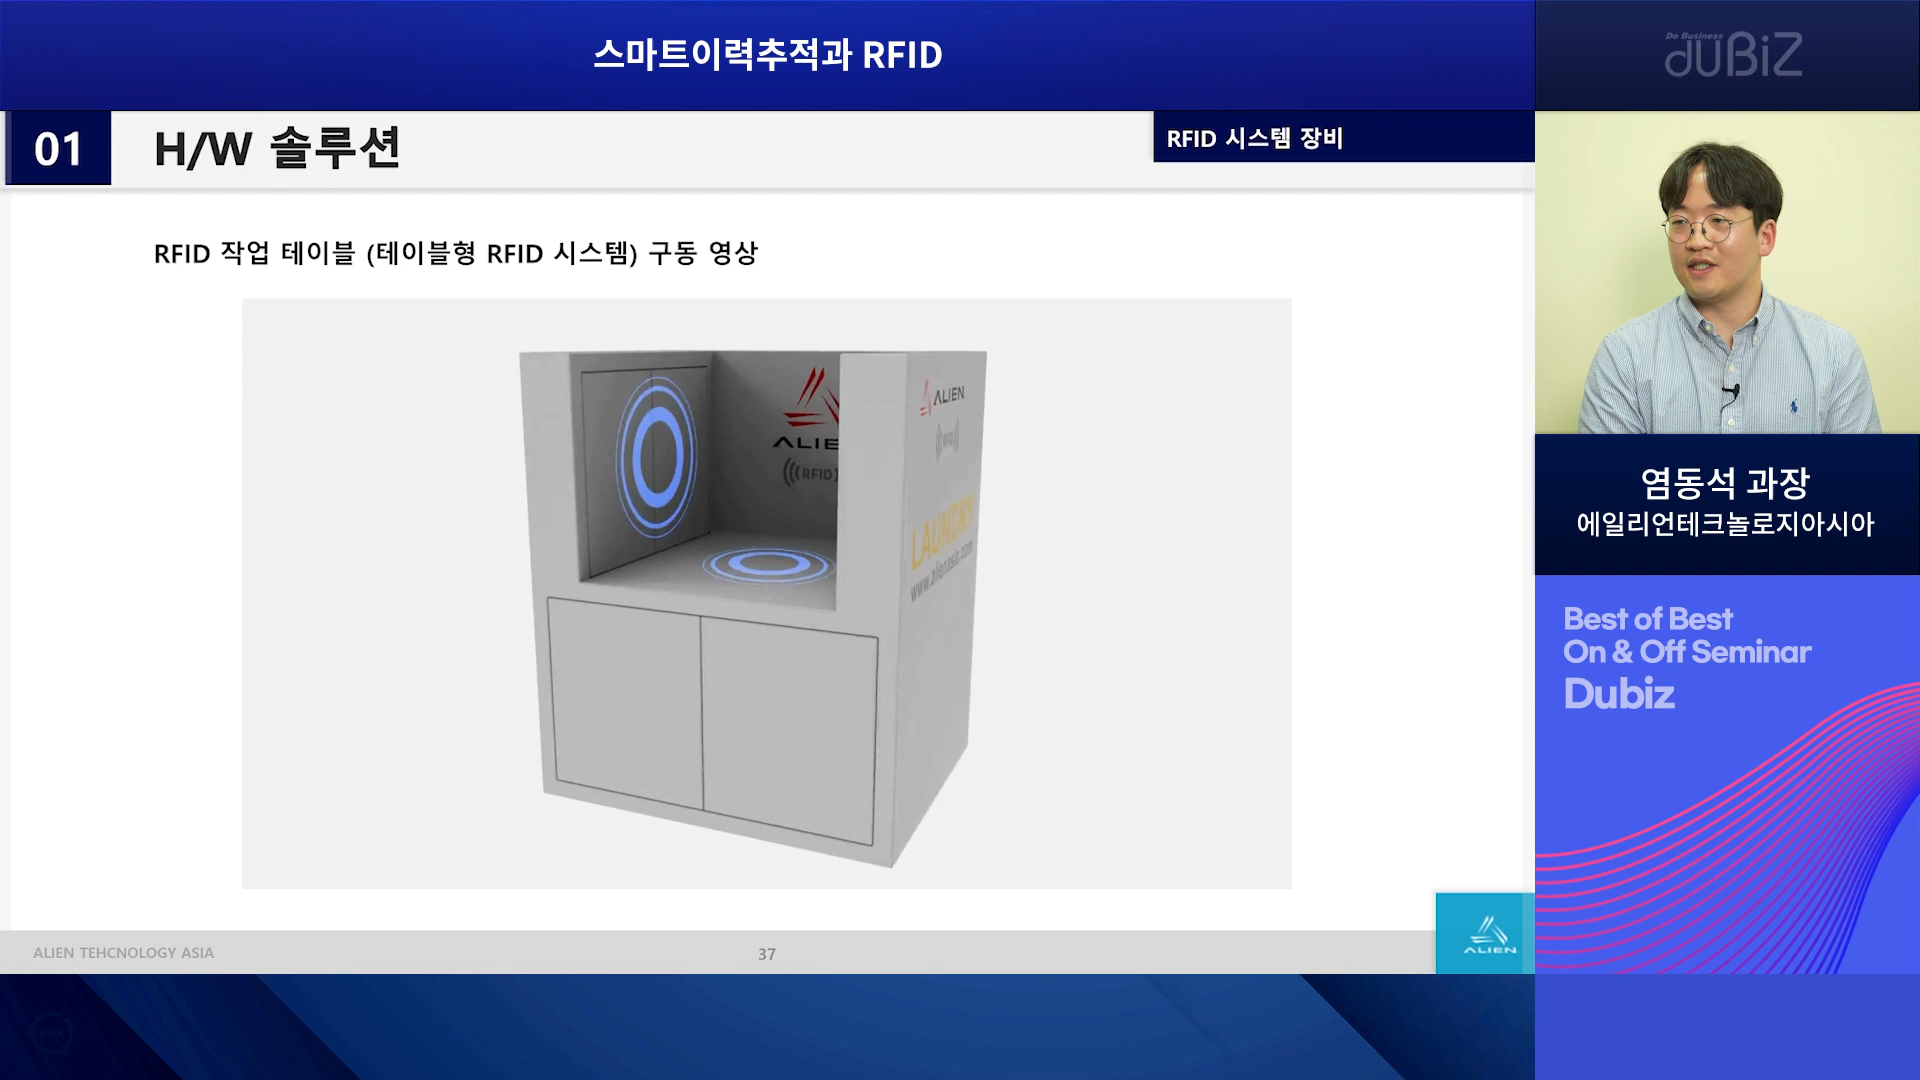 스마트이력추적과 RFID
Do Business
duBiZ
01
H/W 솔루션
RFID 시스템 장비
RFID 작업 테이블 (테이블형 RFID 시스템) 구동 영상
ALIE
RFID
ALIEN
LAUNDRY
www.alienasia.com
염동석 과장
에일리언테크놀로지아시아
Best of Best
On & Off Seminar
Dubiz
ALIEN TEHCNOLOGY ASIA
37
ALIEN